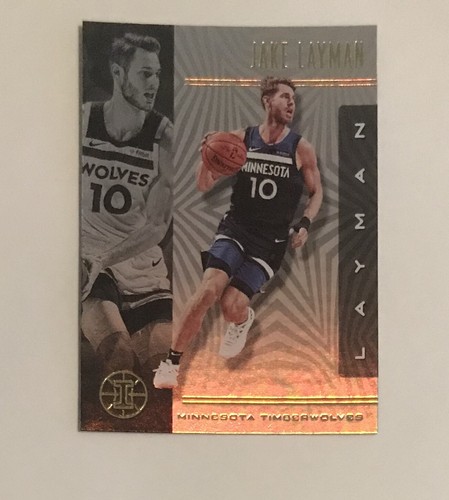 JAKE LAYMAN
WOLVES
10
MINNESOTA
10
LAYMAN
MINNESOTA TIMBERWOLVES